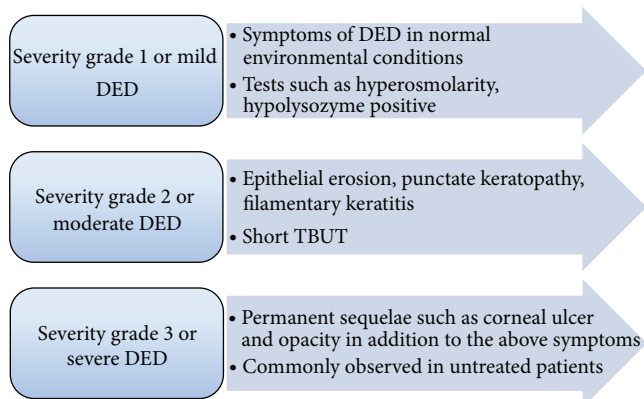 Severity grade 1 or mild
DED
• Symptoms of DED in normal
environmental conditions
• Tests such as hyperosmolarity,
hypolysozyme positive
Severity grade 2 or
moderate DED
• Epithelial erosion, punctate keratopathy,
filamentary keratitis
• Short TBUT
Severity grade 3 or
severe DED
• Permanent sequelae such as corneal ulcer
and opacity in addition to the above symptoms
• Commonly observed in untreated patients